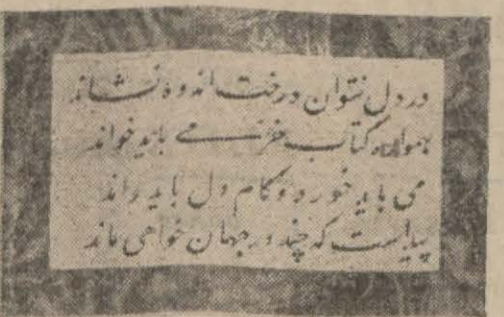 در دل نتوان درخت اندوه نشاند
همواره کتاب خرمی باید خواند
می باید خورد و کام دل باید راند
پیداست که چند در جهان خواهی ماند